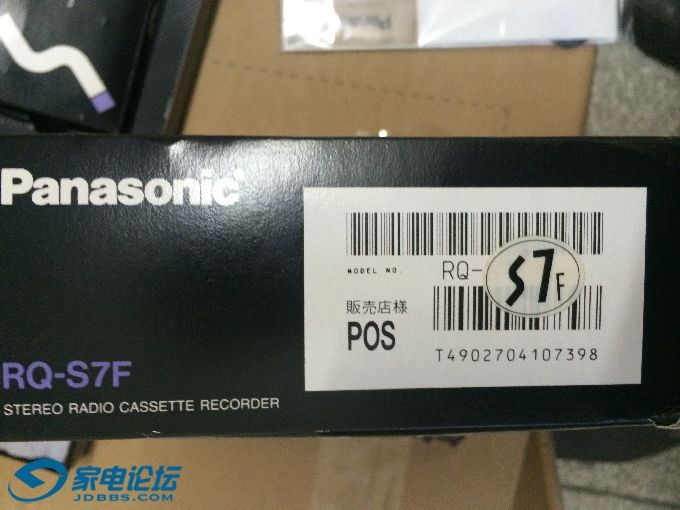 Panasonic
Panasonic
MODEL NO. RQ-S7F
販売店様
POS
T4902704107398
RQ-S7F
STEREO RADIO CASSETTE RECORDER
家电论坛
JDBBS.COM